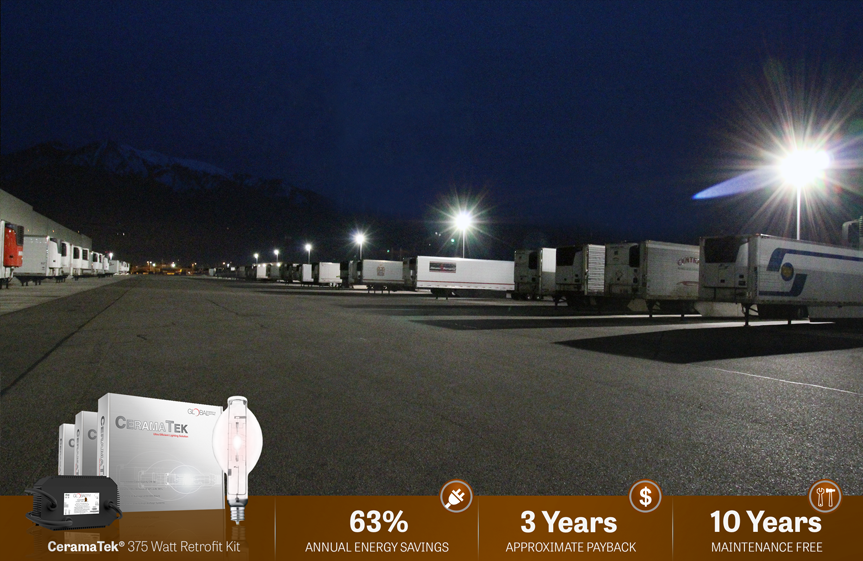 CERAMATEK
CeramaTek® 375 Watt Retrofit Kit
63%
ANNUAL ENERGY SAVINGS
$
3 Years
APPROXIMATE PAYBACK
10 Years
MAINTENANCE FREE